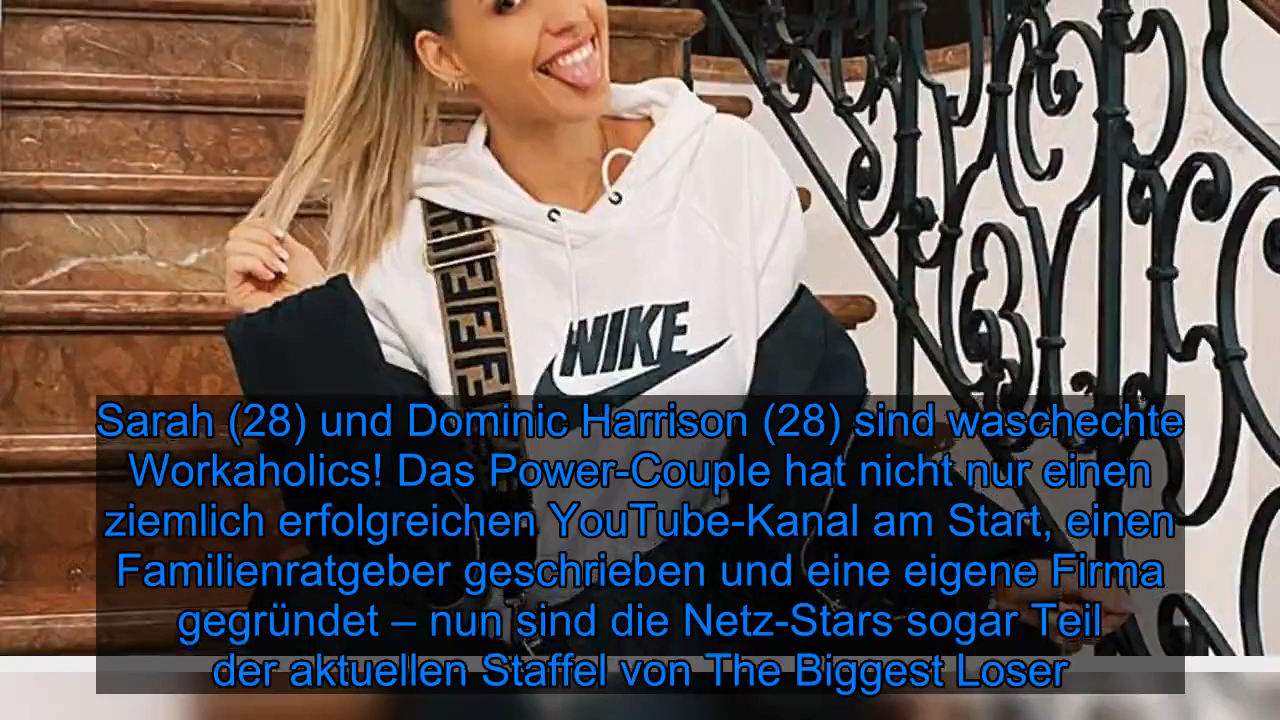 NIKE
Sarah (28) und Dominic Harrison (28) sind waschechte
Workaholics! Das Power-Couple hat nicht nur einen
ziemlich erfolgreichen YouTube-Kanal am Start, einen
Familienratgeber geschrieben und eine eigene Firma
gegründet – nun sind die Netz-Stars sogar Teil
der aktuellen Staffel von The Biggest Loser